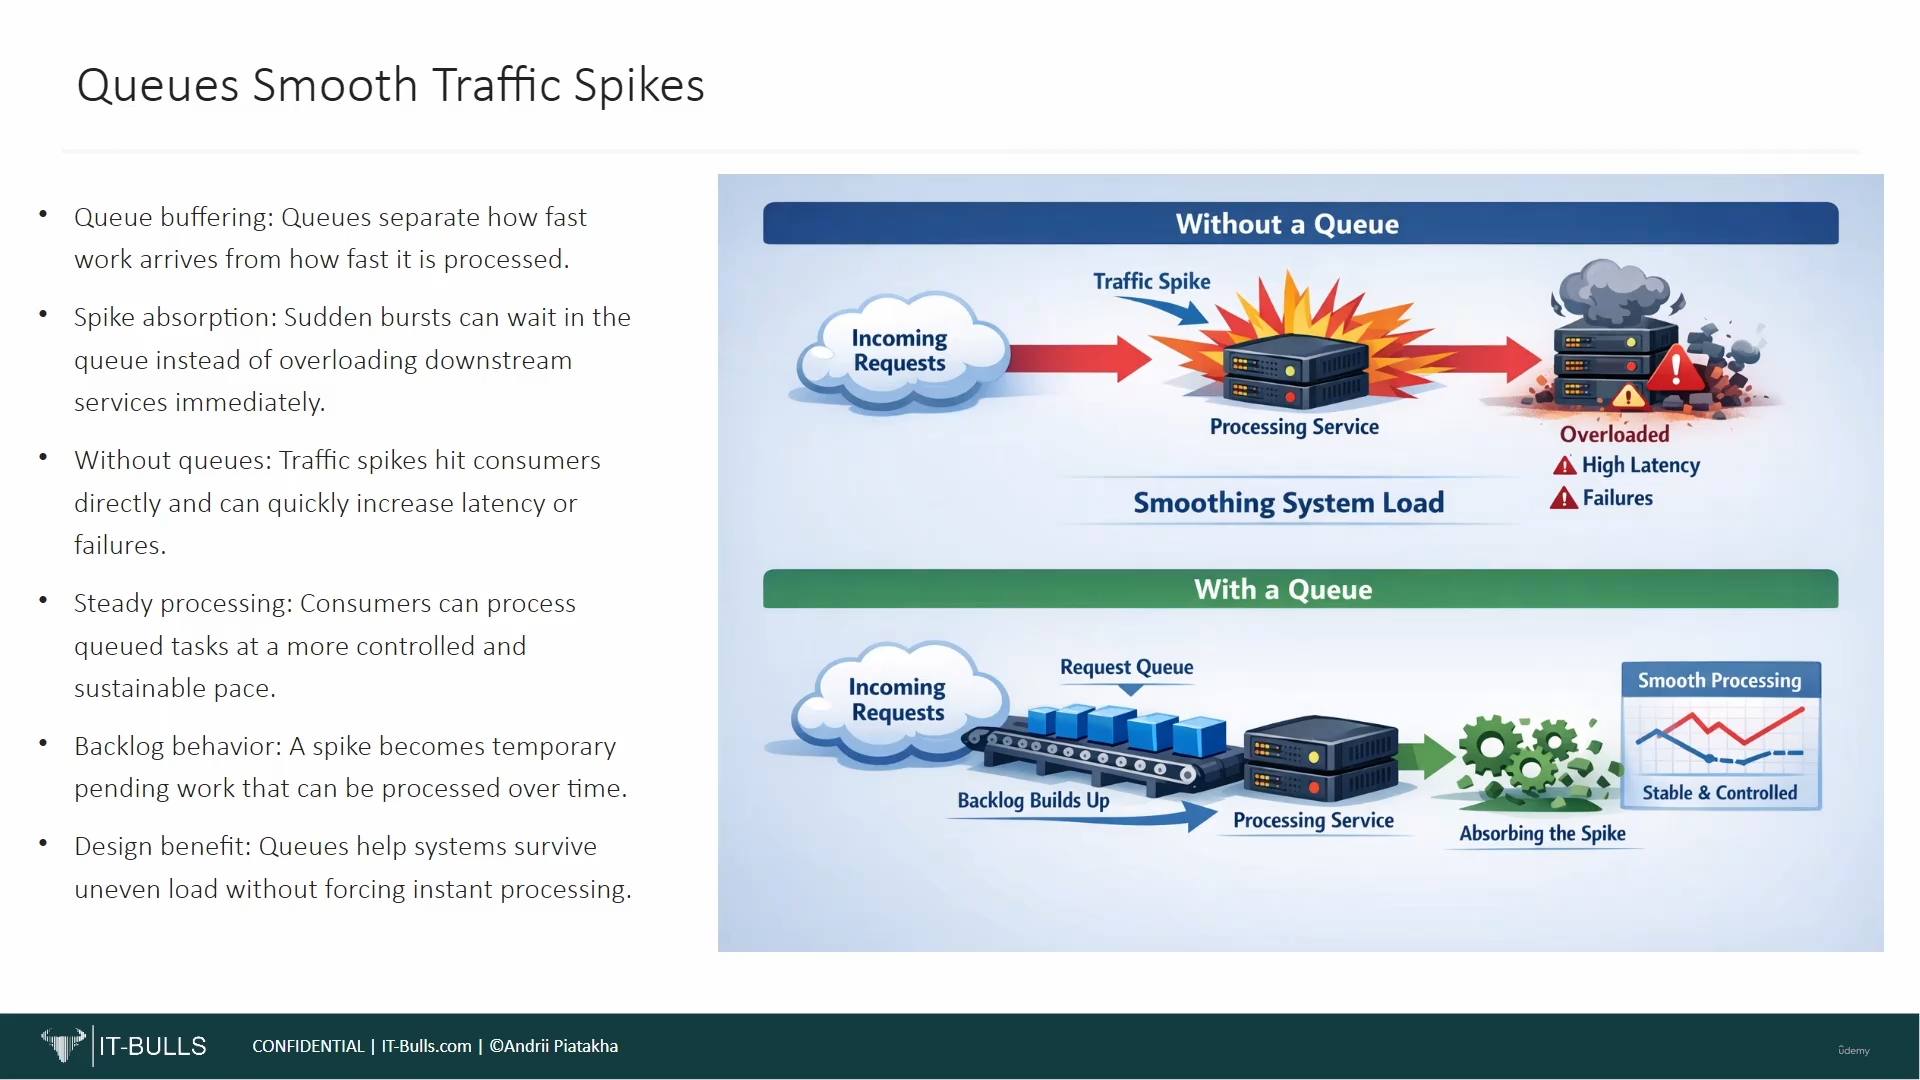 Queues Smooth Traffic Spikes
• Queue buffering: Queues separate how fast
work arrives from how fast it is processed.
• Spike absorption: Sudden bursts can wait in the
queue instead of overloading downstream
services immediately.
• Without queues: Traffic spikes hit consumers
directly and can quickly increase latency or
failures.
• Steady processing: Consumers can process
queued tasks at a more controlled and
sustainable pace.
• Backlog behavior: A spike becomes temporary
pending work that can be processed over time.
• Design benefit: Queues help systems survive
uneven load without forcing instant processing.
Without a Queue
Traffic Spike
Incoming
Requests
Processing Service
Overloaded
High Latency
Failures
Smoothing System Load
With a Queue
Incoming
Requests
Request Queue
Backlog Builds Up
Processing Service
Absorbing the Spike
Smooth Processing
Stable & Controlled
IT-BULLS
CONFIDENTIAL | IT-Bulls.com | ©Andrii Piatakha
udemy